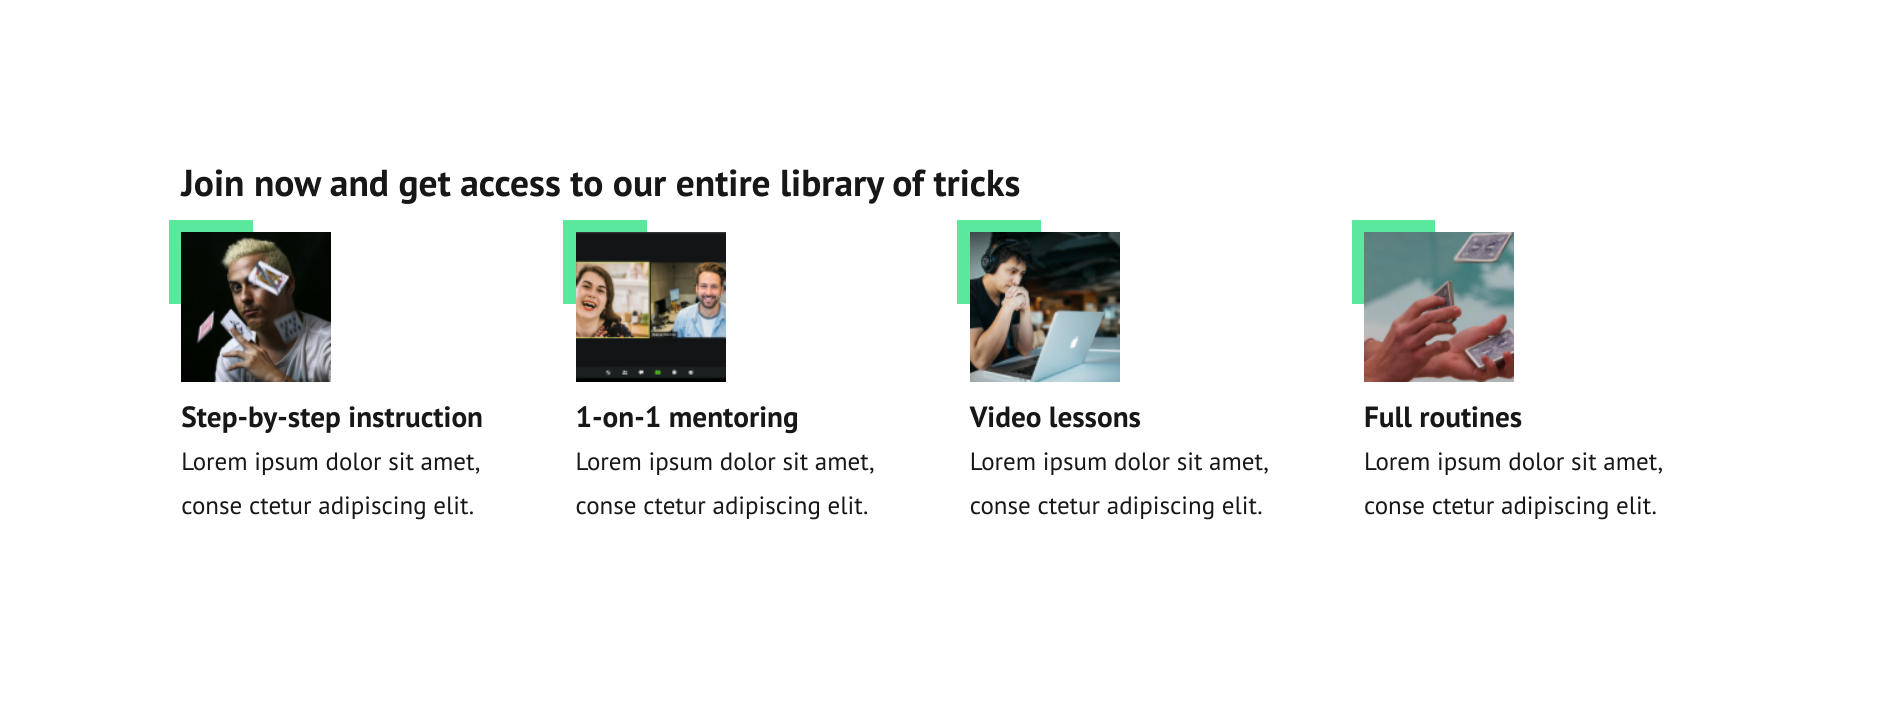 Join now and get access to our entire library of tricks
Step-by-step instruction
Lorem ipsum dolor sit amet,
conse ctetur adipiscing elit.
1-on-1 mentoring
Lorem ipsum dolor sit amet,
conse ctetur adipiscing elit.
Video lessons
Lorem ipsum dolor sit amet,
conse ctetur adipiscing elit.
Full routines
Lorem ipsum dolor sit amet,
conse ctetur adipiscing elit.